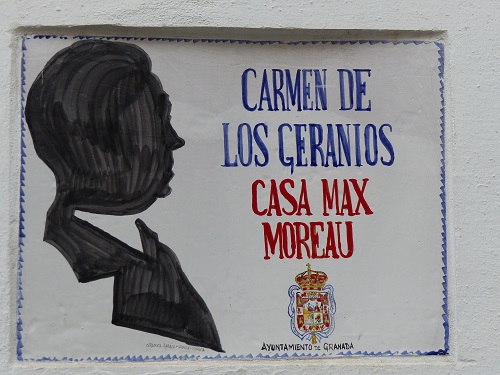 CARMEN DE
LOS GERANIOS
CASA MAX
MOREAU
AYUNTAMIENTO DE GRANADA